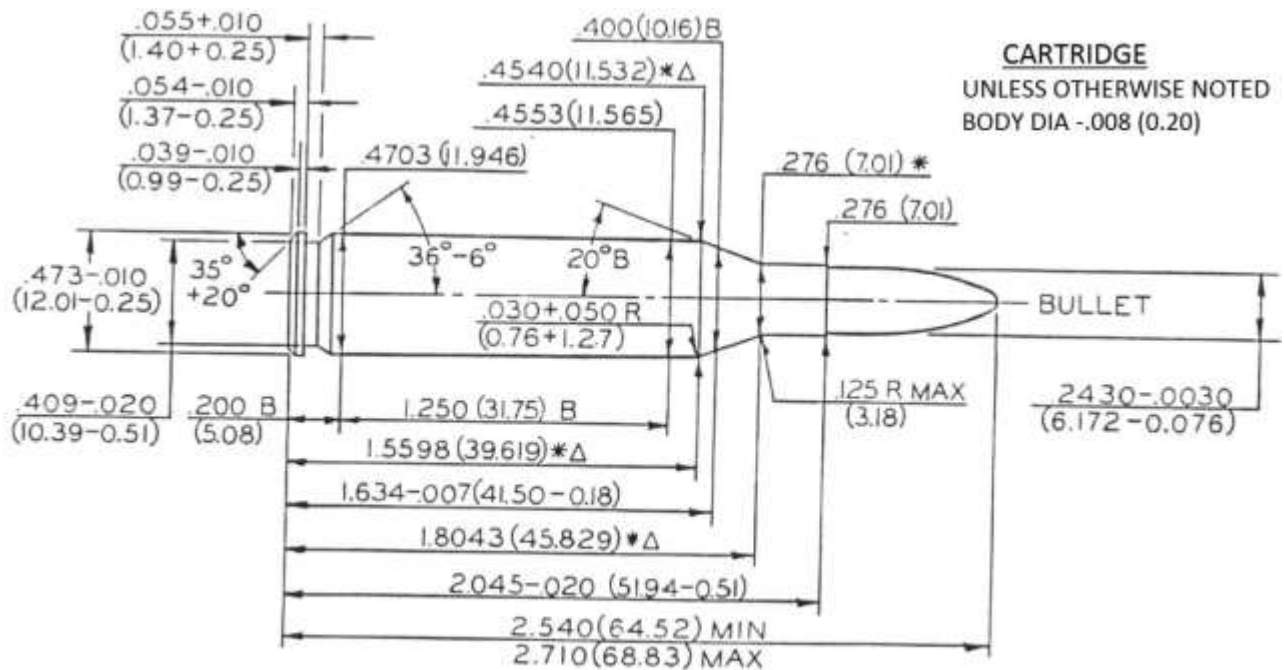 .055+.010
(1.40+0.25)
.054-.010
(1.37-0.25)
.039-.010
(0.99-0.25)
.400(10.16)B
.4540(11.532)*Δ
.4553(11.565)
.4703(11.946)
CARTRIDGE
UNLESS OTHERWISE NOTED
BODY DIA -.008 (0.20)
.276 (7.01)*
.276 (7.01)
.473-.010
(12.01-0.25)
35°
+20°
36°-6°
20°B
.030+.050 R
(0.76+1.27)
BULLET
.409-.020
(10.39-0.51)
.200 B
(5.08)
1.250 (31.75) B
.125 R MAX
(3.18)
.2430-.0030
(6.172-0.076)
1.5598(39.619)*Δ
1.634-.007(41.50-0.18)
1.8043(45.829)*Δ
2.045-.020 (51.94-0.51)
2.540(64.52) MIN
2.710(68.83) MAX